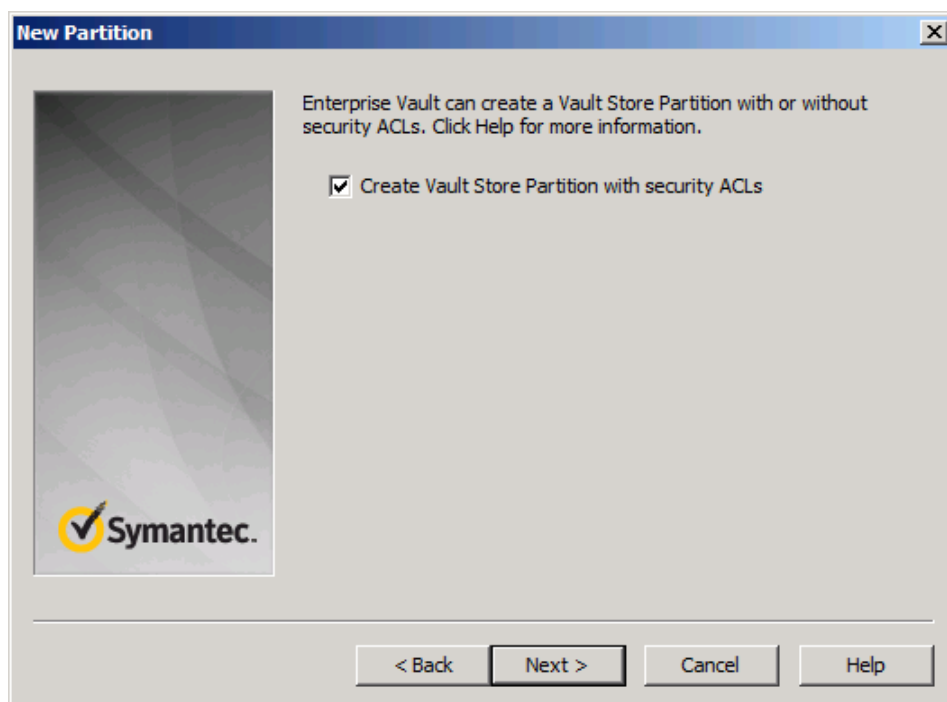 New Partition
Enterprise Vault can create a Vault Store Partition with or without
security ACLs. Click Help for more information.
Create Vault Store Partition with security ACLs
Symantec.
< Back
Next >
Cancel
Help